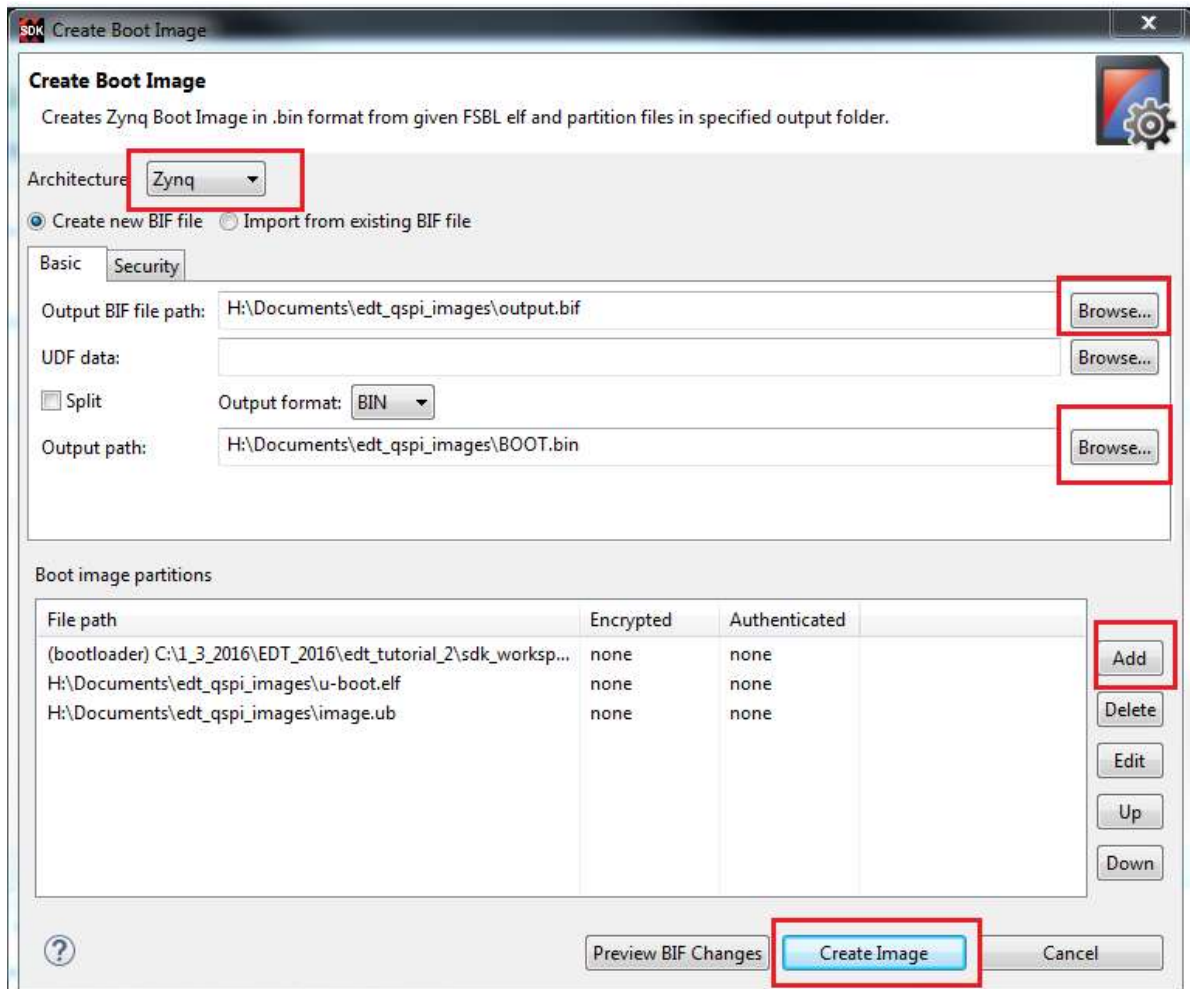 SDK Create Boot Image x
Create Boot Image
Creates Zynq Boot Image in .bin format from given FSBL elf and partition files in specified output folder.
Architecture Zynq
Create new BIF file Import from existing BIF file
Basic Security
Output BIF file path: H:\Documents\edt_qspi_images\output.bif Browse...
UDF data: Browse...
Split Output format: BIN
Output path: H:\Documents\edt_qspi_images\BOOT.bin Browse...
Boot image partitions
File path Encrypted Authenticated
(bootloader) C:\1_3_2016\EDT_2016\edt_tutorial_2\sdk_worksp... none none
H:\Documents\edt_qspi_images\u-boot.elf none none
H:\Documents\edt_qspi_images\image.ub none none
Add
Delete
Edit
Up
Down
? Preview BIF Changes Create Image Cancel